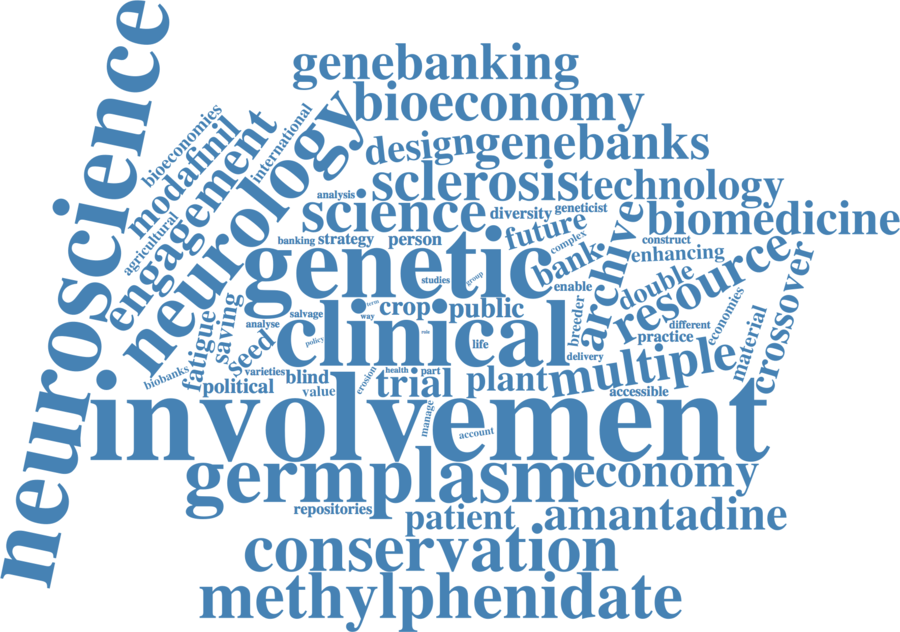 neuroscience
genebanking
bioeconomy
bioeconomies
modafinil
engagement
international
neurology
design
genebanks
sclerosis
technology
analysis
science
diversity
geneticist
biomedicine
agricultural
banking
strategy
person
future
complex
archive
construct
enhancing
genetic
studies
group
bank
enable
double
resource
crossover
fatigue
saving
salvage
term
way
crop
public
breeder
different
economies
analyse
seed
policy
clinical
role
life
practice
material
delivery
biobanks
varieties
political
blind
value
erosion
health
part
trial
plant
multiple
accessible
involvement
manage
account
germplasm
economy
repositories
patient
amantadine
conservation
methylphenidate